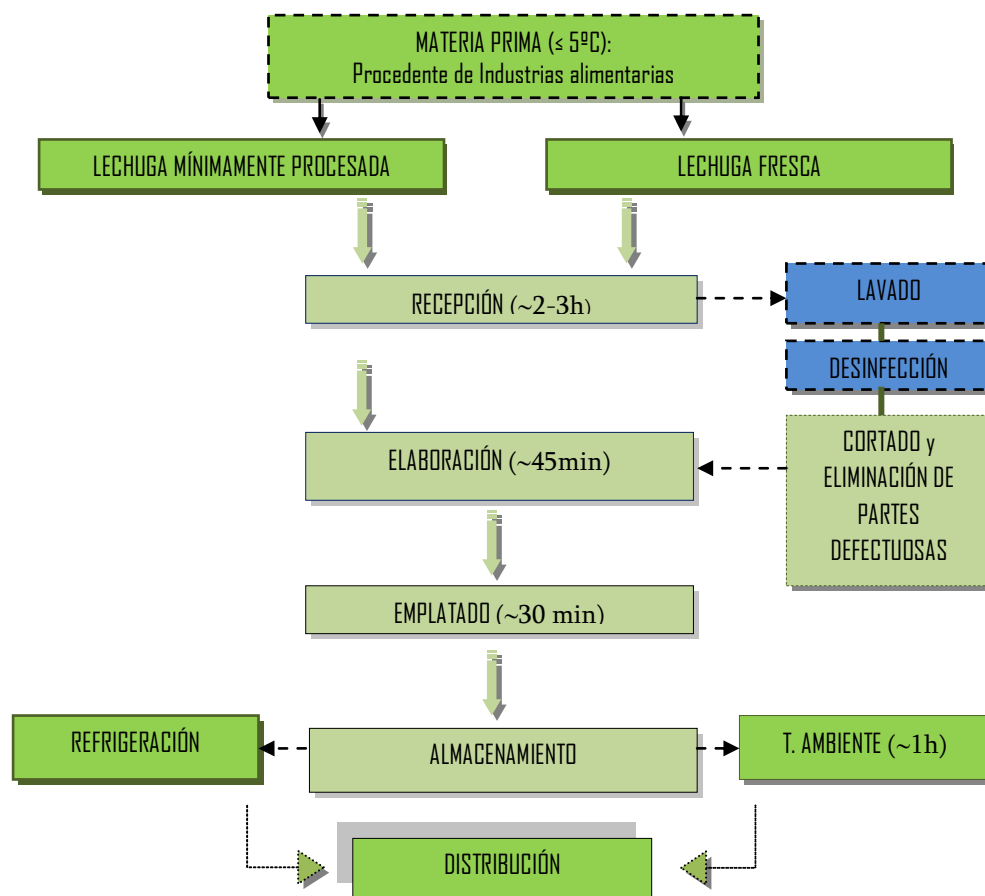 MATERIA PRIMA (≤ 5ºC):
Procedente de Industrias alimentarias
LECHUGA MÍNIMAMENTE PROCESADA
LECHUGA FRESCA
RECEPCIÓN (~2-3h)
LAVADO
DESINFECCIÓN
ELABORACIÓN (~45min)
CORTADO y
ELIMINACIÓN DE
PARTES
DEFECTUOSAS
EMPLATADO (~30 min)
REFRIGERACIÓN
ALMACENAMIENTO
T. AMBIENTE (~1h)
DISTRIBUCIÓN